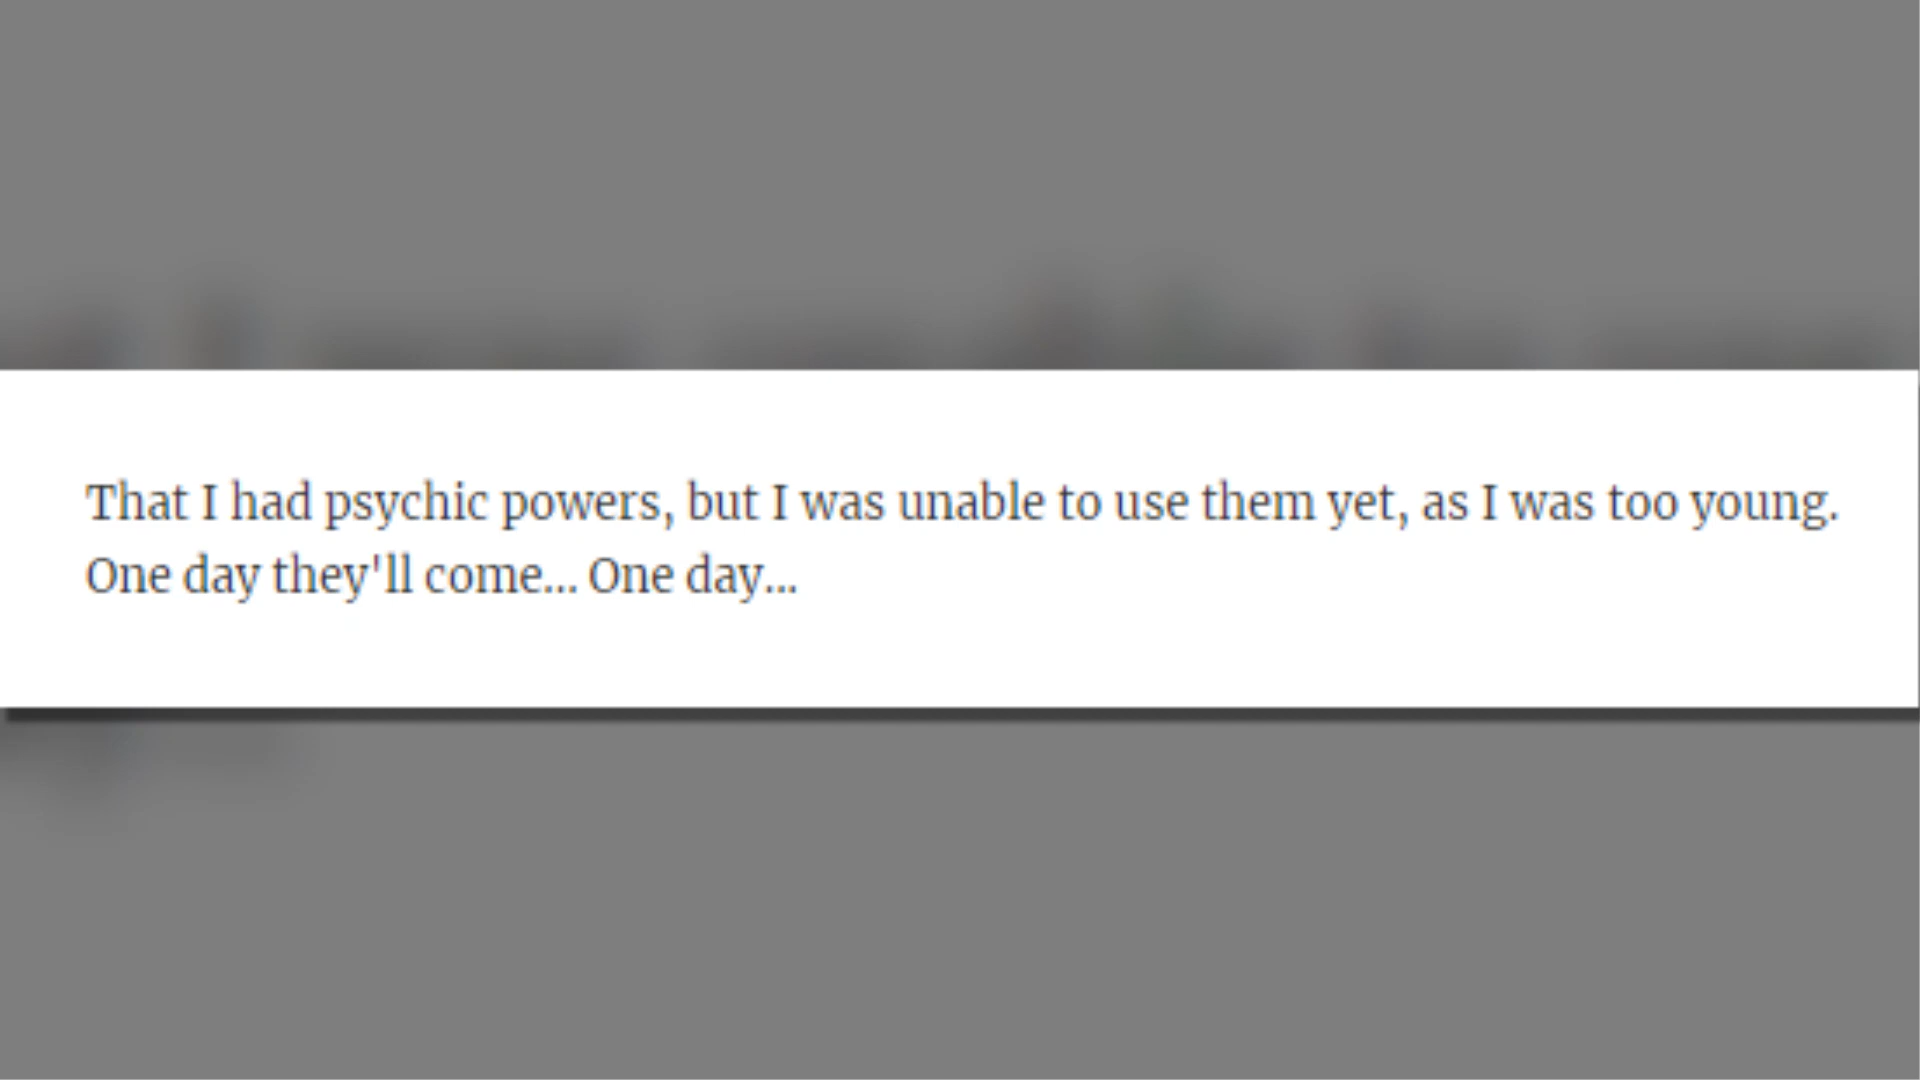 That I had psychic powers, but I was unable to use them yet, as I was too young.
One day they'll come... One day...